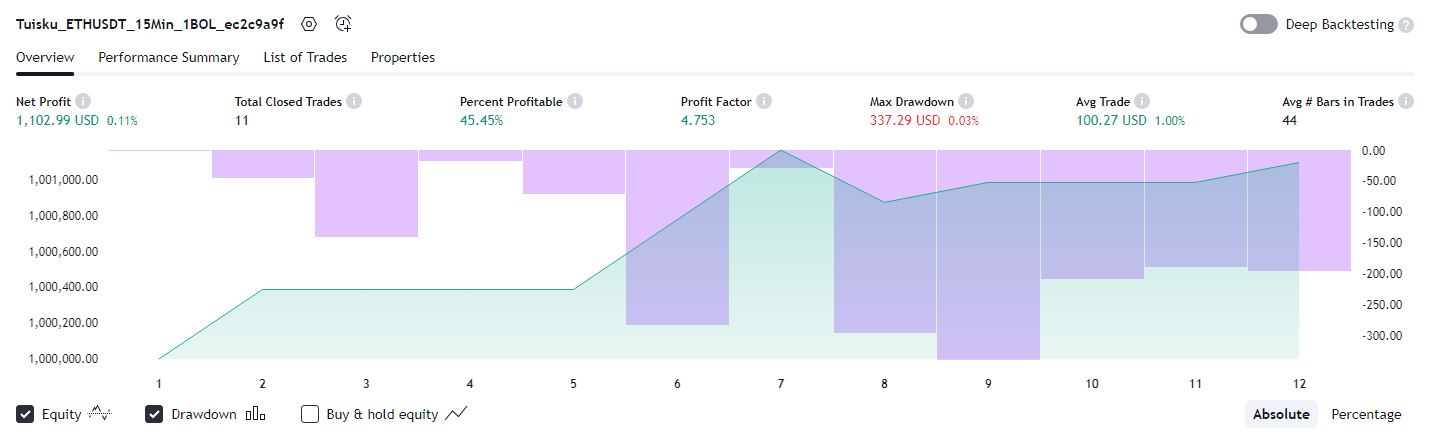 Tuisku_ETHUSDT_15Min_1BOL_ec2c9a9f
Deep Backtesting ?
Overview Performance Summary List of Trades Properties
Net Profit Total Closed Trades Percent Profitable Profit Factor Max Drawdown Avg Trade Avg # Bars in Trades
1,102.99 USD 0.11% 11 45.45% 4.753 337.29 USD 0.03% 100.27 USD 1.00% 44
0.00
1,001,000.00 -50.00
1,000,800.00 -100.00
1,000,600.00 -150.00
1,000,400.00 -200.00
1,000,200.00 -250.00
1,000,000.00 -300.00
1 2 3 4 5 6 7 8 9 10 11 12
Equity Drawdown Buy & hold equity Absolute Percentage